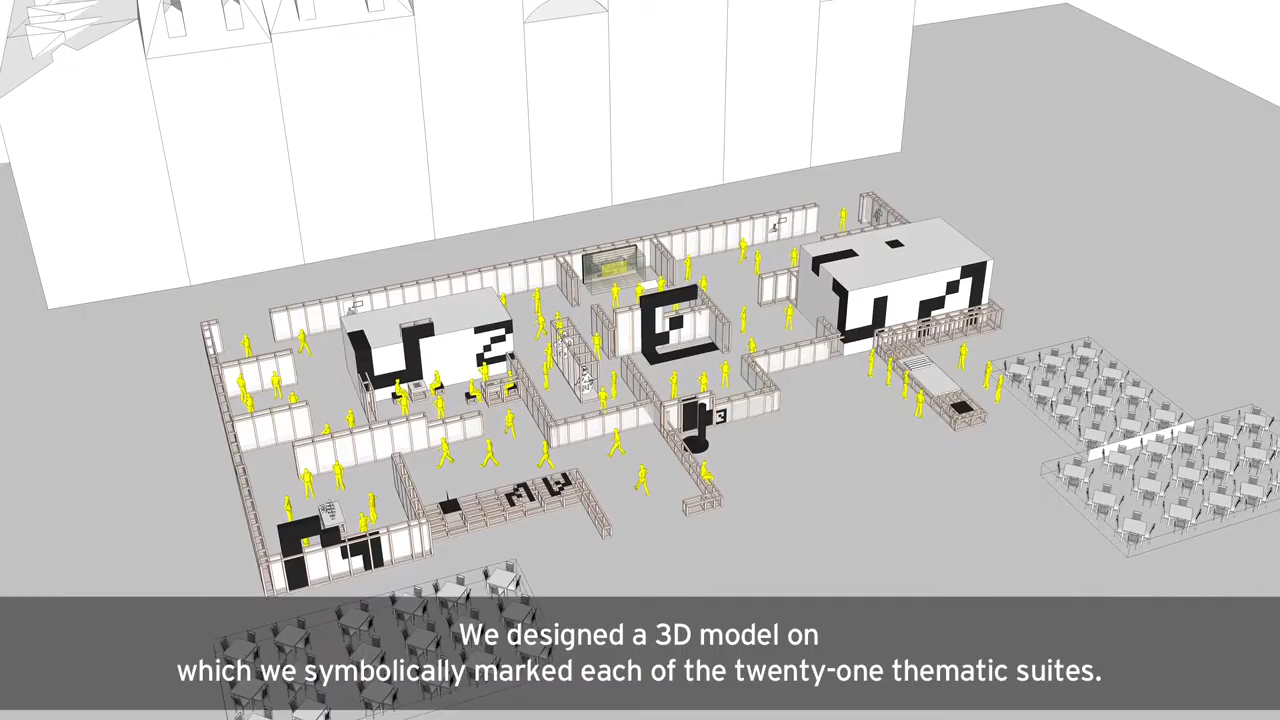 We designed a 3D model on
which we symbolically marked each of the twenty-one thematic suites.